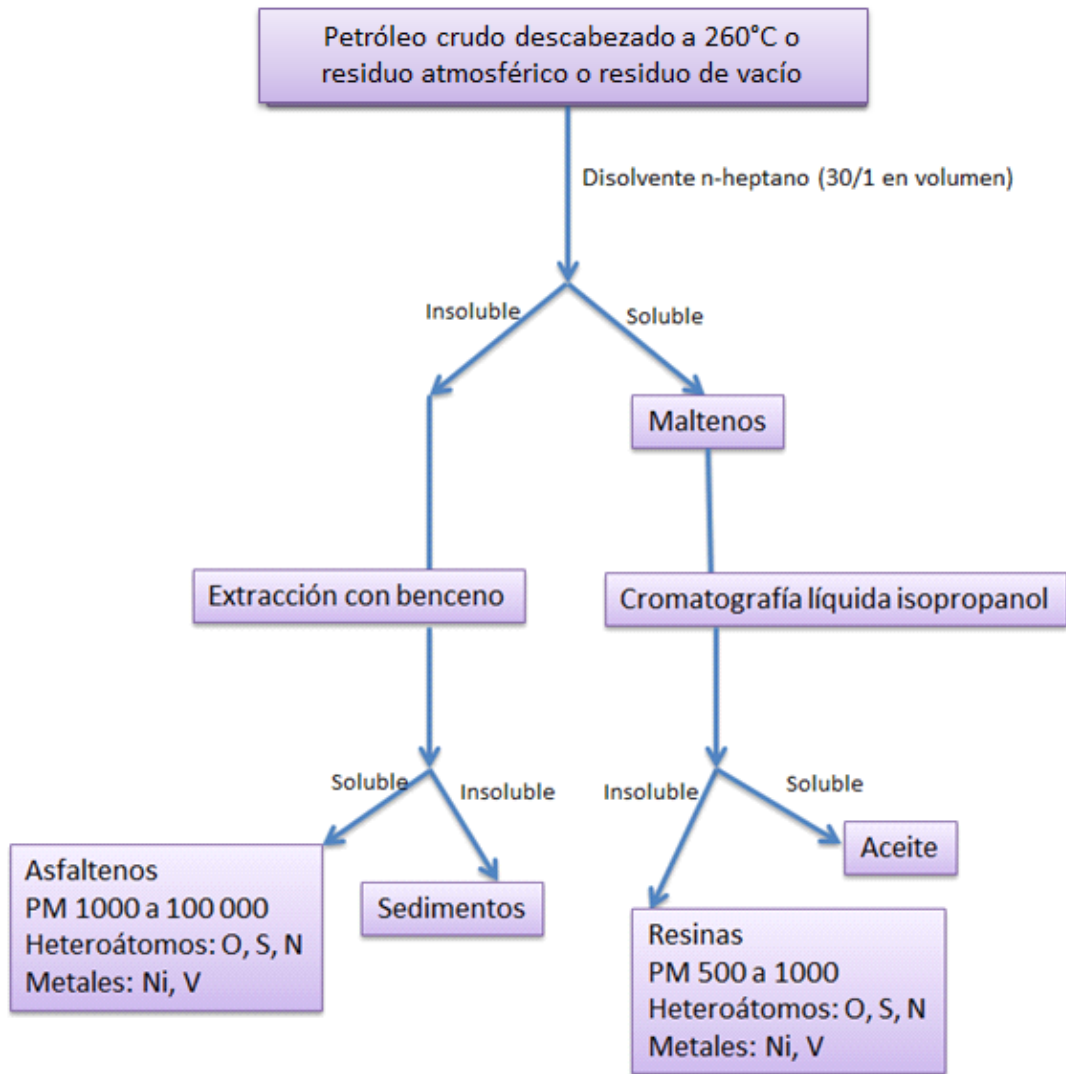 Petróleo crudo descabezado a 260°C o
residuo atmosférico o residuo de vacío
Disolvente n-heptano (30/1 en volumen)
Insoluble
Soluble
Maltenos
Extracción con benceno
Cromatografía líquida isopropanol
Soluble
Insoluble
Insoluble
Soluble
Asfaltenos
PM 1000 a 100 000
Heteroátomos: O, S, N
Metales: Ni, V
Sedimentos
Aceite
Resinas
PM 500 a 1000
Heteroátomos: O, S, N
Metales: Ni, V